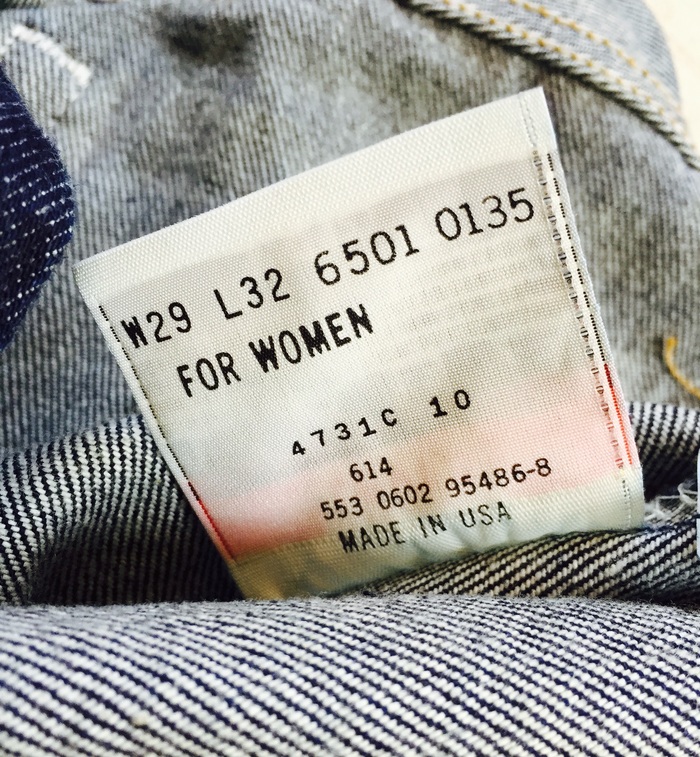 W29 L32 6501 0135
FOR WOMEN
4731C 10
614
553 0602 95486-8
MADE IN USA